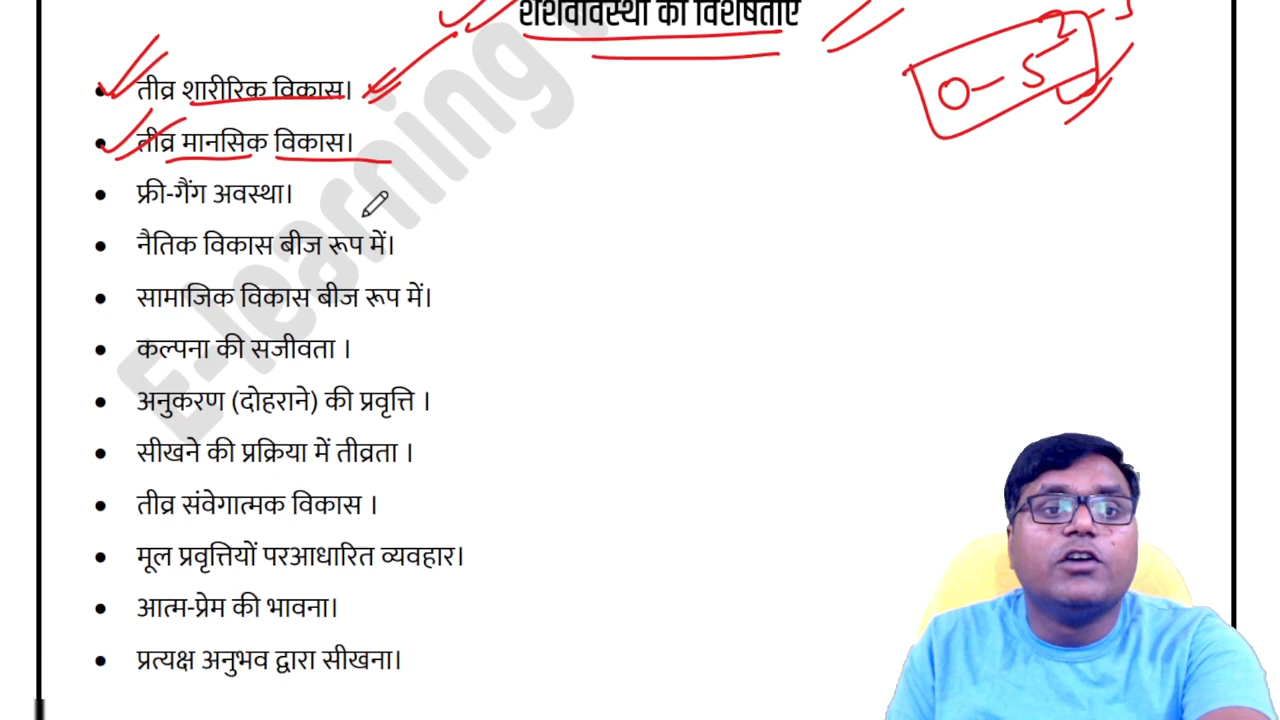 शैशवावस्था की विशेषताएँ
0-5
• तीव्र शारीरिक विकास।
• तीव्र मानसिक विकास।
• फ्री-गैंग अवस्था।
• नैतिक विकास बीज रूप में।
• सामाजिक विकास बीज रूप में।
• कल्पना की सजीवता ।
• अनुकरण (दोहराने) की प्रवृत्ति ।
• सीखने की प्रक्रिया में तीव्रता ।
• तीव्र संवेगात्मक विकास ।
• मूल प्रवृत्तियों परआधारित व्यवहार।
• आत्म-प्रेम की भावना।
• प्रत्यक्ष अनुभव द्वारा सीखना।
E-learning